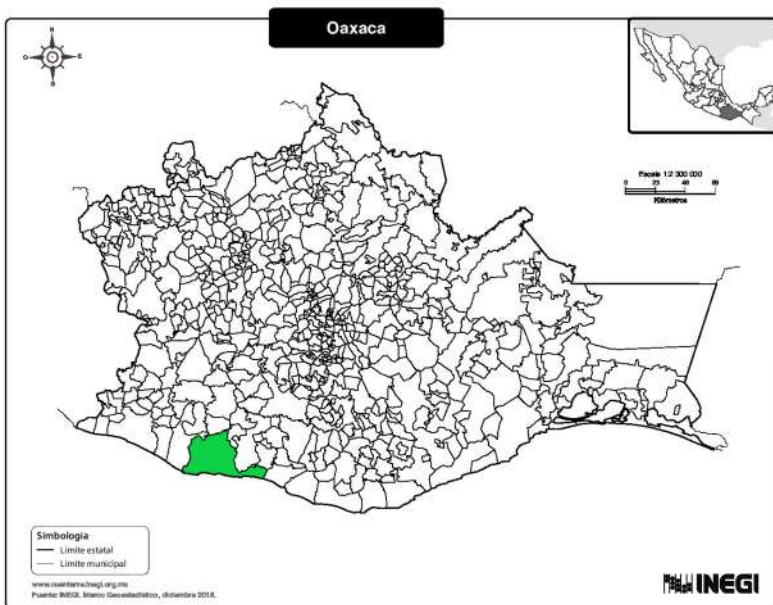 Oaxaca
N
O
E
S
Escala 1:2 300 000
0 23 46 69
Kilómetros
Simbología
Límite estatal
Límite municipal
www.cuentame.inegi.org.mx
Fuente: INEGI. Marco Geoestadístico, diciembre 2018.
INEGI